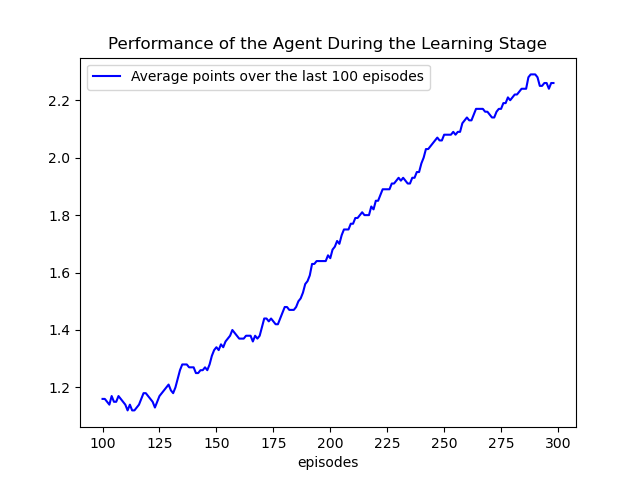 Performance of the Agent During the Learning Stage
Average points over the last 100 episodes
2.2
2.0
1.8
1.6
1.4
1.2
100 125 150 175 200 225 250 275 300
episodes